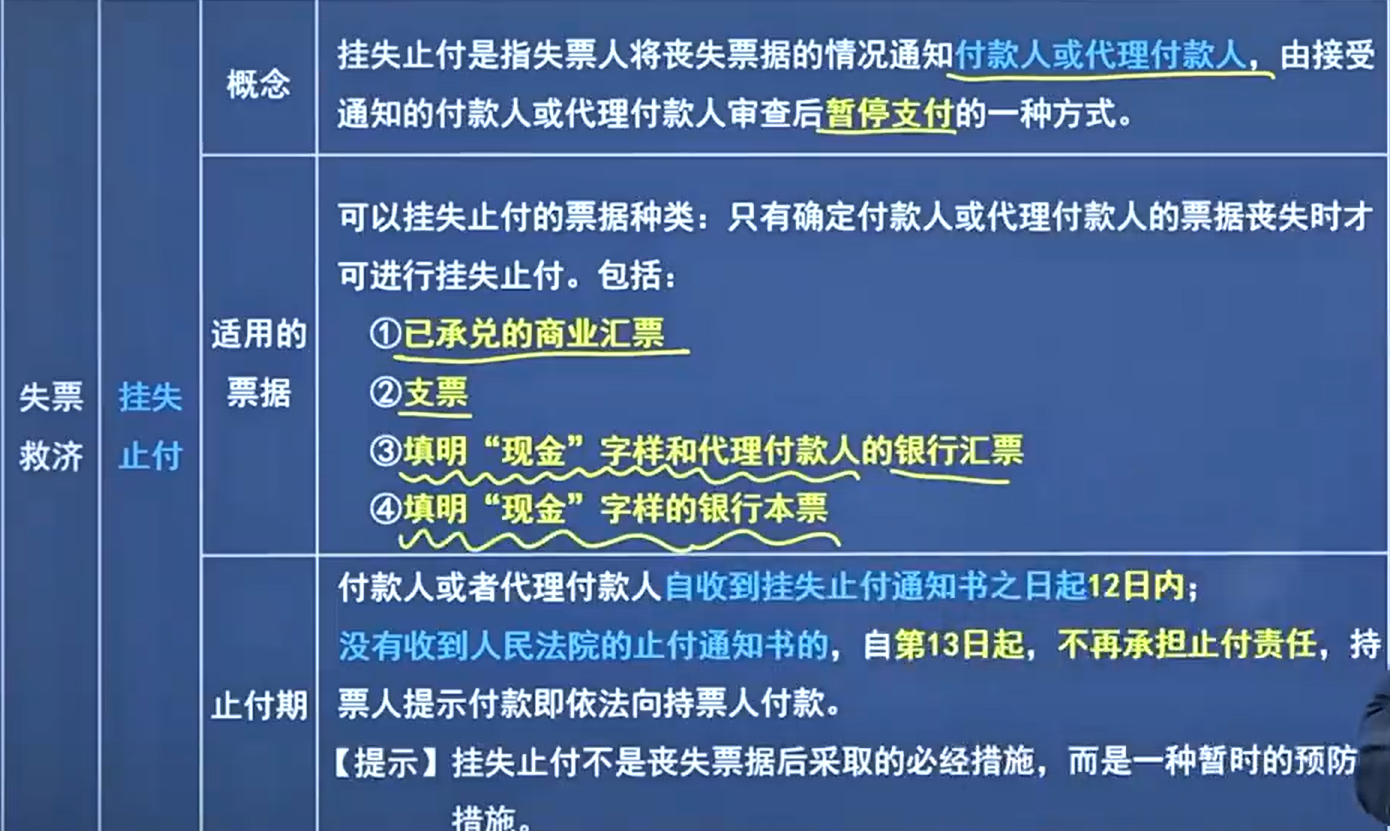 概念
挂失止付是指失票人将丧失票据的情况通知付款人或代理付款人，由接受
通知的付款人或代理付款人审查后暂停支付的一种方式。
失票
救济
挂失
止付
适用的
票据
可以挂失止付的票据种类：只有确定付款人或代理付款人的票据丧失时才
可进行挂失止付。包括：
①已承兑的商业汇票
②支票
③填明“现金”字样和代理付款人的银行汇票
④填明“现金”字样的银行本票
止付期
付款人或者代理付款人自收到挂失止付通知书之日起12日内；
没有收到人民法院的止付通知书的，自第13日起，不再承担止付责任，持
票人提示付款即依法向持票人付款。
【提示】挂失止付不是丧失票据后采取的必经措施，而是一种暂时的预防
措施。